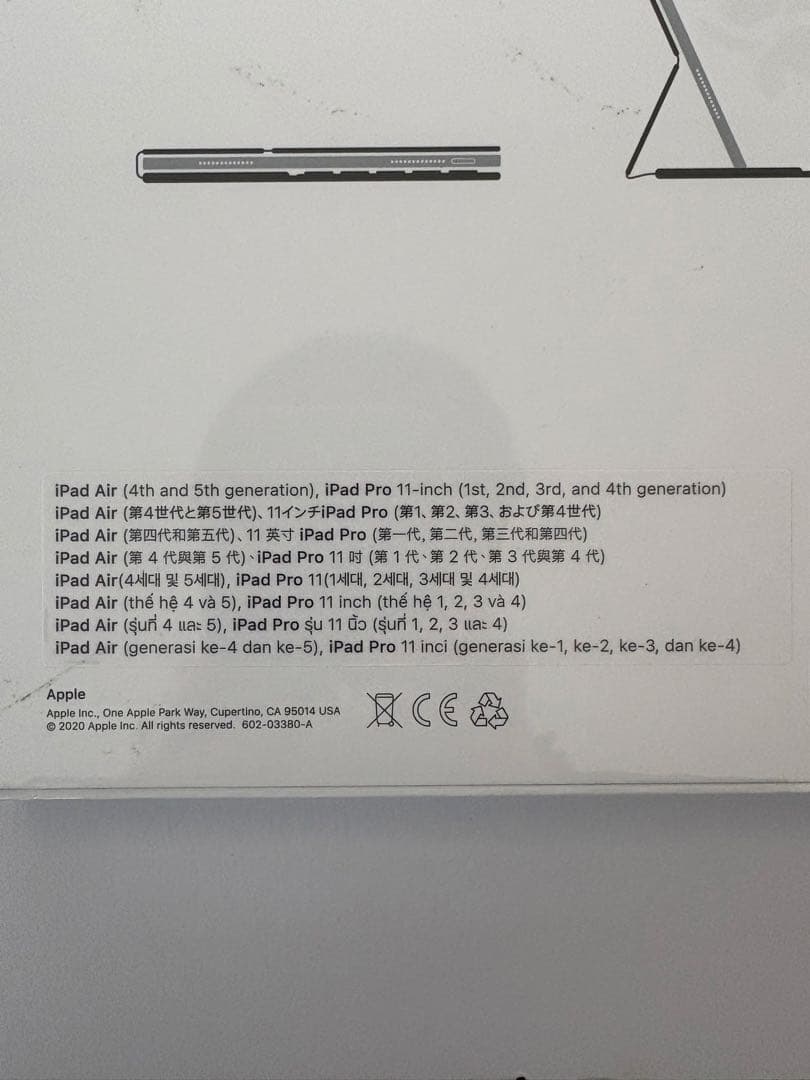 iPad Air (4th and 5th generation), iPad Pro 11-inch (1st, 2nd, 3rd, and 4th generation)
iPad Air (第4世代と第5世代)、11インチiPad Pro (第1、第2、第3、および第4世代)
iPad Air (第四代和第五代)、11 英寸 iPad Pro (第一代, 第二代, 第三代和第四代)
iPad Air (第 4 代與第 5 代)、iPad Pro 11 吋 (第 1 代、第 2 代、第 3 代與第 4 代)
iPad Air(4세대 및 5세대), iPad Pro 11(1세대, 2세대, 3세대 및 4세대)
iPad Air (thế hệ 4 và 5), iPad Pro 11 inch (thế hệ 1, 2, 3 và 4)
iPad Air (รุ่นที่ 4 และ 5), iPad Pro รุ่น 11 นิ้ว (รุ่นที่ 1, 2, 3 และ 4)
iPad Air (generasi ke-4 dan ke-5), iPad Pro 11 inci (generasi ke-1, ke-2, ke-3, dan ke-4)
Apple
Apple Inc., One Apple Park Way, Cupertino, CA 95014 USA
© 2020 Apple Inc. All rights reserved. 602-03380-A
CE